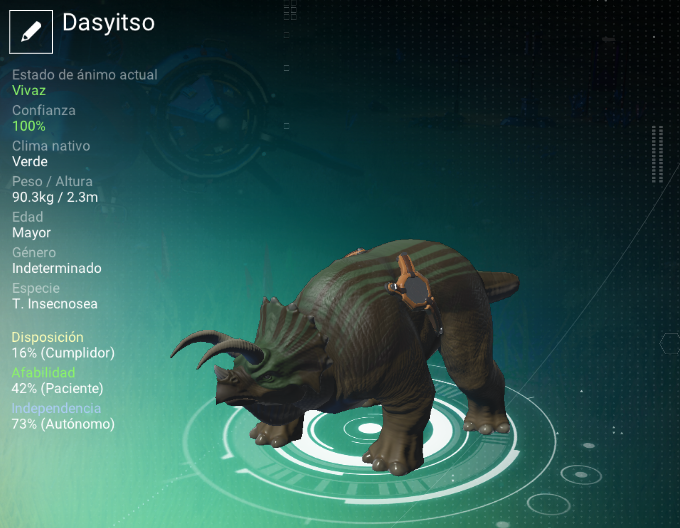 Dasyitso
Estado de ánimo actual
Vivaz
Confianza
100%
Clima nativo
Verde
Peso / Altura
90.3kg / 2.3m
Edad
Mayor
Género
Indeterminado
Especie
T. Insecnosea
Disposición
16% (Cumplidor)
Afabilidad
42% (Paciente)
Independencia
73% (Autónomo)